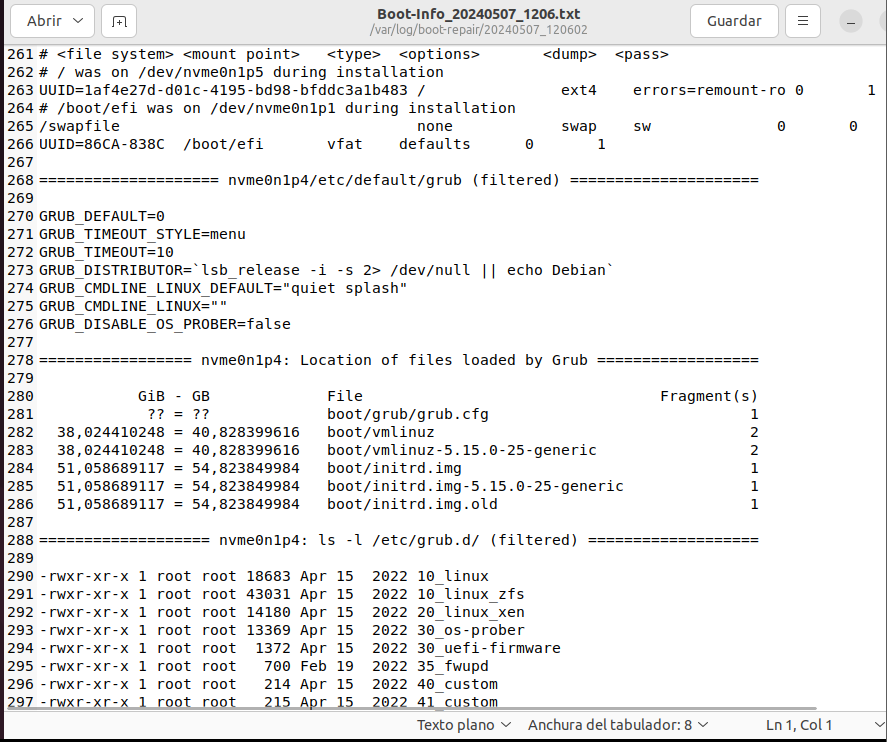 Abrir
Boot-Info_20240507_1206.txt
/var/log/boot-repair/20240507_120602
Guardar
261 # <file system> <mount point>   <type>  <options>       <dump>  <pass>
262 # / was on /dev/nvme0n1p5 during installation
263 UUID=1af4e27d-d01c-4195-bd98-bfddc3a1b483 /               ext4    errors=remount-ro 0       1
264 # /boot/efi was on /dev/nvme0n1p1 during installation
265 /swapfile                                 none            swap    sw              0       0
266 UUID=86CA-838C  /boot/efi       vfat    defaults      0       1
267
268 ==================== nvme0n1p4/etc/default/grub (filtered) =====================
269
270 GRUB_DEFAULT=0
271 GRUB_TIMEOUT_STYLE=menu
272 GRUB_TIMEOUT=10
273 GRUB_DISTRIBUTOR=`lsb_release -i -s 2> /dev/null || echo Debian`
274 GRUB_CMDLINE_LINUX_DEFAULT="quiet splash"
275 GRUB_CMDLINE_LINUX=""
276 GRUB_DISABLE_OS_PROBER=false
277
278 ================= nvme0n1p4: Location of files loaded by Grub ==================
279
280            GiB - GB             File                                 Fragment(s)
281             ?? = ??             boot/grub/grub.cfg                             1
282   38,024410248 = 40,828399616   boot/vmlinuz                                   2
283   38,024410248 = 40,828399616   boot/vmlinuz-5.15.0-25-generic                 2
284   51,058689117 = 54,823849984   boot/initrd.img                                1
285   51,058689117 = 54,823849984   boot/initrd.img-5.15.0-25-generic              1
286   51,058689117 = 54,823849984   boot/initrd.img.old                            1
287
288 =================== nvme0n1p4: ls -l /etc/grub.d/ (filtered) ===================
289
290 -rwxr-xr-x 1 root root 18683 Apr 15  2022 10_linux
291 -rwxr-xr-x 1 root root 43031 Apr 15  2022 10_linux_zfs
292 -rwxr-xr-x 1 root root 14180 Apr 15  2022 20_linux_xen
293 -rwxr-xr-x 1 root root 13369 Apr 15  2022 30_os-prober
294 -rwxr-xr-x 1 root root  1372 Apr 15  2022 30_uefi-firmware
295 -rwxr-xr-x 1 root root   700 Feb 19  2022 35_fwupd
296 -rwxr-xr-x 1 root root   214 Apr 15  2022 40_custom
297 -rwxr-xr-x 1 root root   215 Apr 15  2022 41_custom
Texto plano   Anchura del tabulador: 8   Ln 1, Col 1